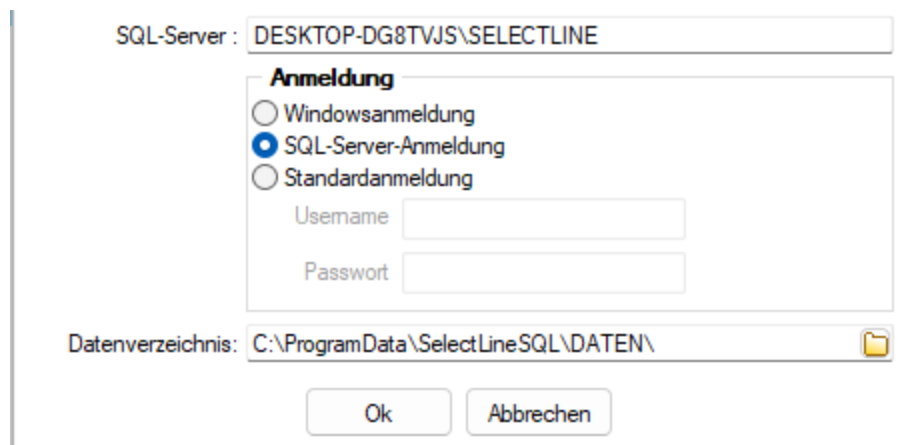 SQL-Server : DESKTOP-DG8TVJS\SELECTLINE
Anmeldung
Windowsanmeldung
SQL-Server-Anmeldung
Standardanmeldung
Username
Passwort
Datenverzeichnis: C:\ProgramData\SelectLineSQL\DATEN\
Ok Abbrechen